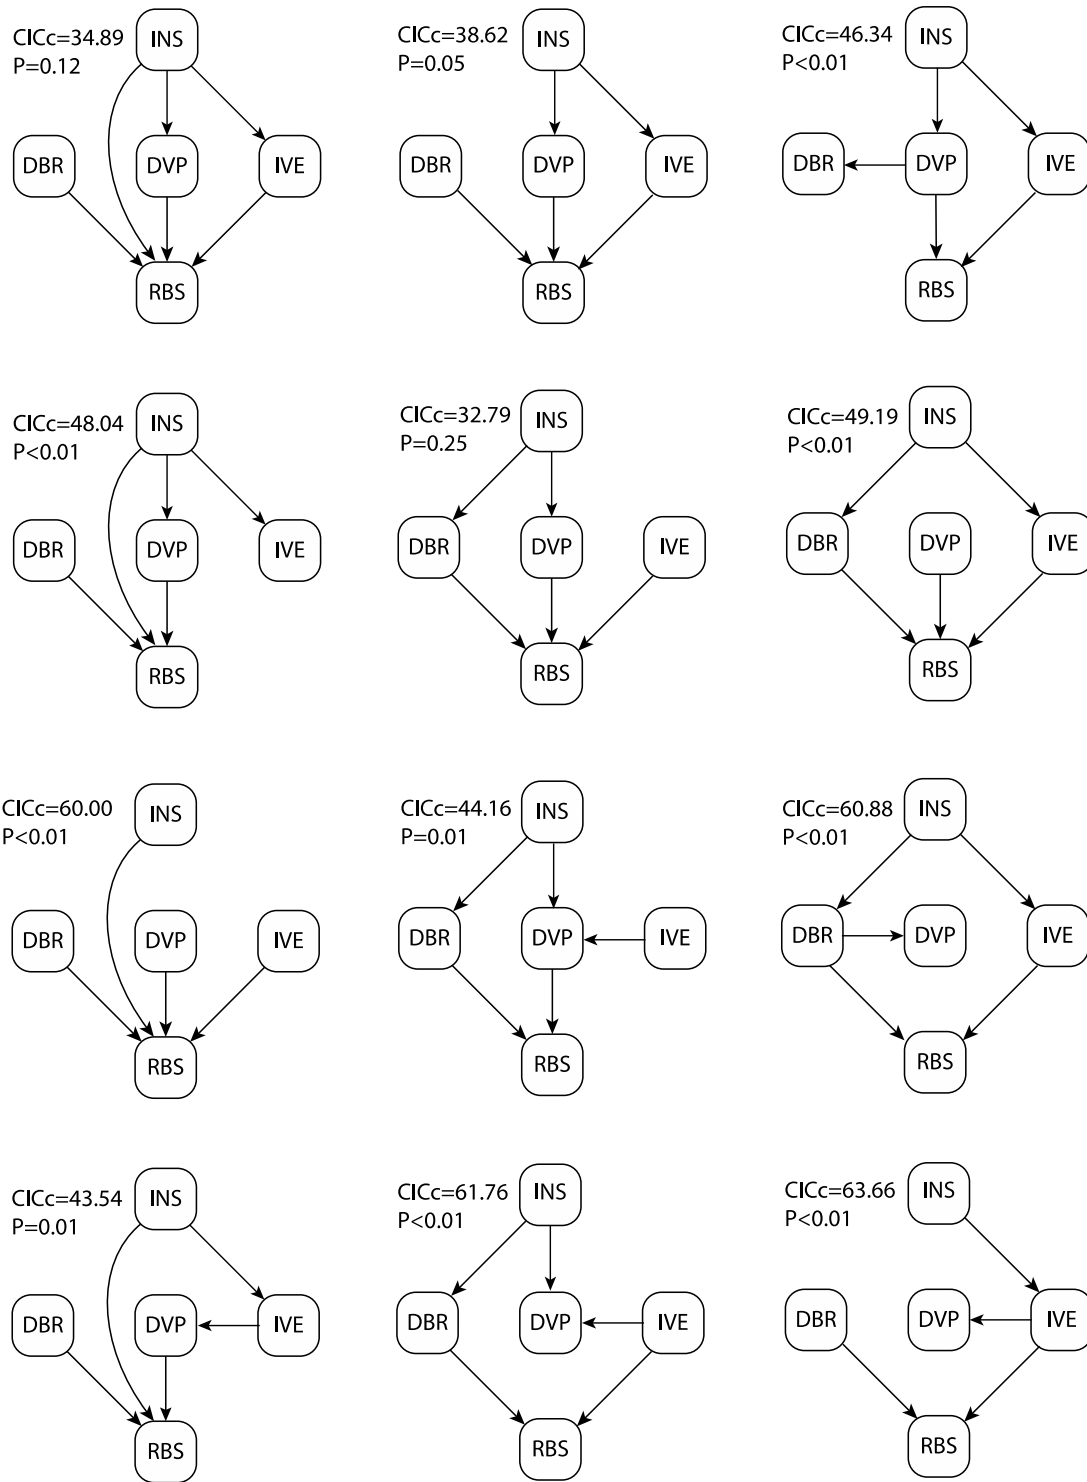 CICc=34.89
P=0.12
INS
DBR
DVP
IVE
RBS
CICc=38.62
P=0.05
INS
DBR
DVP
IVE
RBS
CICc=46.34
P<0.01
INS
DBR
DVP
IVE
RBS
CICc=48.04
P<0.01
INS
DBR
DVP
IVE
RBS
CICc=32.79
P=0.25
INS
DBR
DVP
IVE
RBS
CICc=49.19
P<0.01
INS
DBR
DVP
IVE
RBS
CICc=60.00
P<0.01
INS
DBR
DVP
IVE
RBS
CICc=44.16
P=0.01
INS
DBR
DVP
IVE
RBS
CICc=60.88
P<0.01
INS
DBR
DVP
IVE
RBS
CICc=43.54
P=0.01
INS
DBR
DVP
IVE
RBS
CICc=61.76
P<0.01
INS
DBR
DVP
IVE
RBS
CICc=63.66
P<0.01
INS
DBR
DVP
IVE
RBS